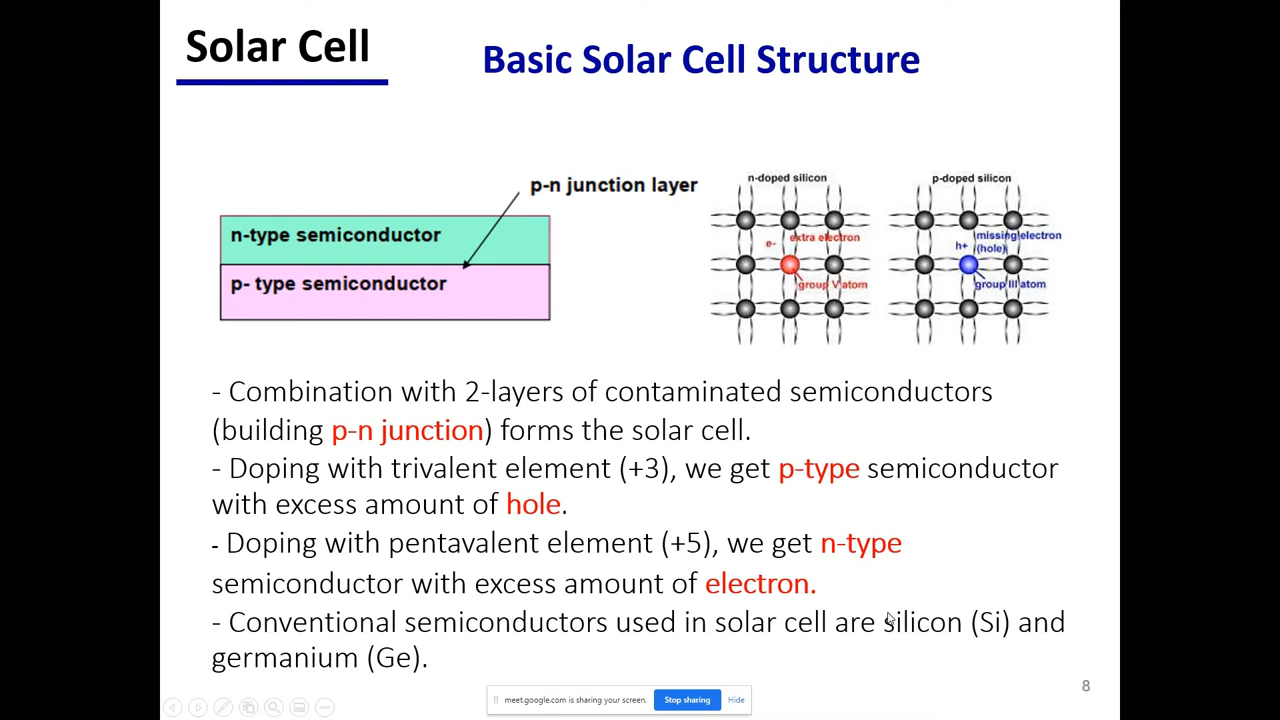 Solar Cell
Basic Solar Cell Structure
p-n junction layer
n-type semiconductor
p- type semiconductor
n-doped silicon
e-
extra electron
group V atom
p-doped silicon
h+
missing electron
(hole)
group III atom
- Combination with 2-layers of contaminated semiconductors
(building p-n junction) forms the solar cell.
- Doping with trivalent element (+3), we get p-type semiconductor
with excess amount of hole.
- Doping with pentavalent element (+5), we get n-type
semiconductor with excess amount of electron.
- Conventional semiconductors used in solar cell are silicon (Si) and
germanium (Ge).
8
meet.google.com is sharing your screen.
Stop sharing
Hide